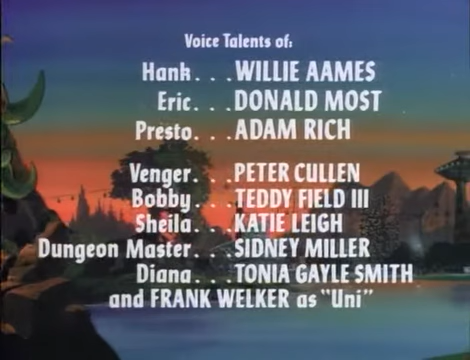 Voice Talents of:
Hank. . .WILLIE AAMES
Eric. . .DONALD MOST
Presto. . .ADAM RICH
Venger. . .PETER CULLEN
Bobby. . .TEDDY FIELD III
Sheila. . .KATIE LEIGH
Dungeon Master. . .SIDNEY MILLER
Diana. . .TONIA GAYLE SMITH
and FRANK WELKER as "Uni"